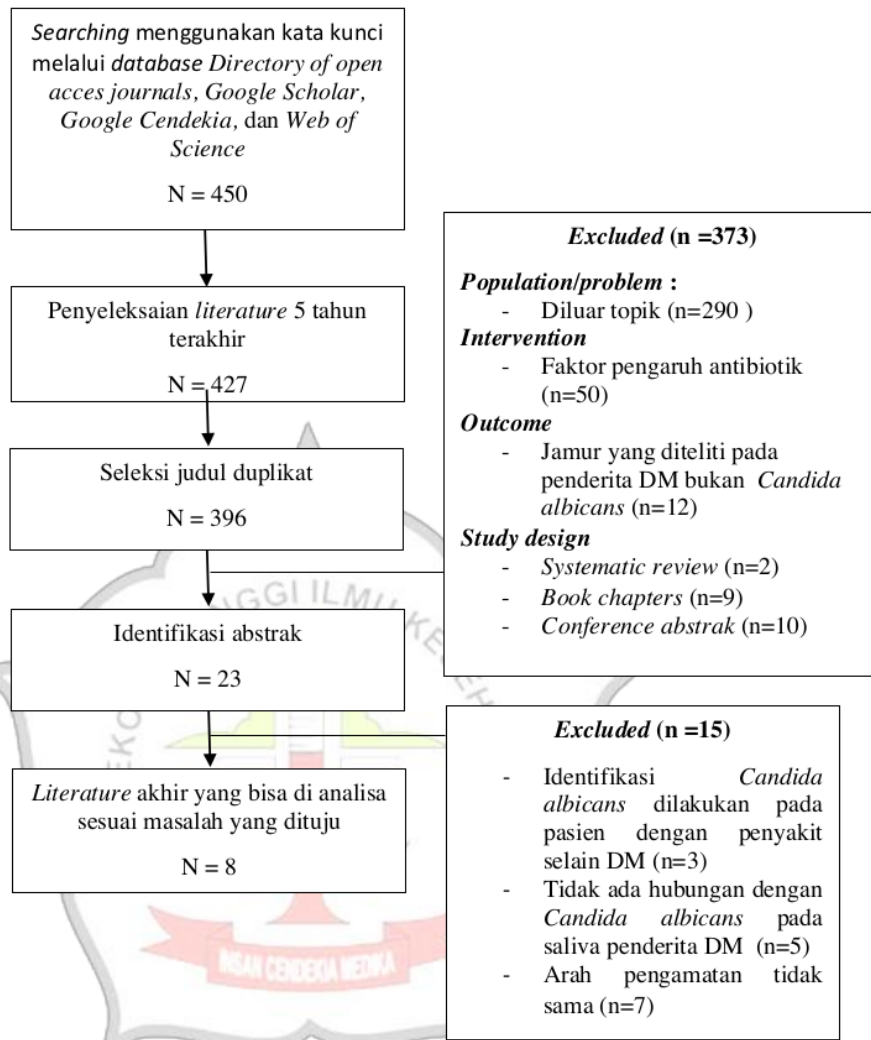 Searching menggunakan kata kunci
melalui database Directory of open
acces journals, Google Scholar,
Google Cendekia, dan Web of
Science
N = 450
Penyeleksaian literature 5 tahun
terakhir
N = 427
Seleksi judul duplikat
N = 396
Identifikasi abstrak
N = 23
Literature akhir yang bisa di analisa
sesuai masalah yang dituju
N = 8
Excluded (n =373)
Population/problem :
- Diluar topik (n=290 )
Intervention
- Faktor pengaruh antibiotik
(n=50)
Outcome
- Jamur yang diteliti pada
penderita DM bukan Candida
albicans (n=12)
Study design
- Systematic review (n=2)
- Book chapters (n=9)
- Conference abstrak (n=10)
Excluded (n =15)
- Identifikasi Candida
albicans dilakukan pada
pasien dengan penyakit
selain DM (n=3)
- Tidak ada hubungan dengan
Candida albicans pada
saliva penderita DM (n=5)
- Arah pengamatan tidak
sama (n=7)
INSAN CENDEKIA MEDIKA